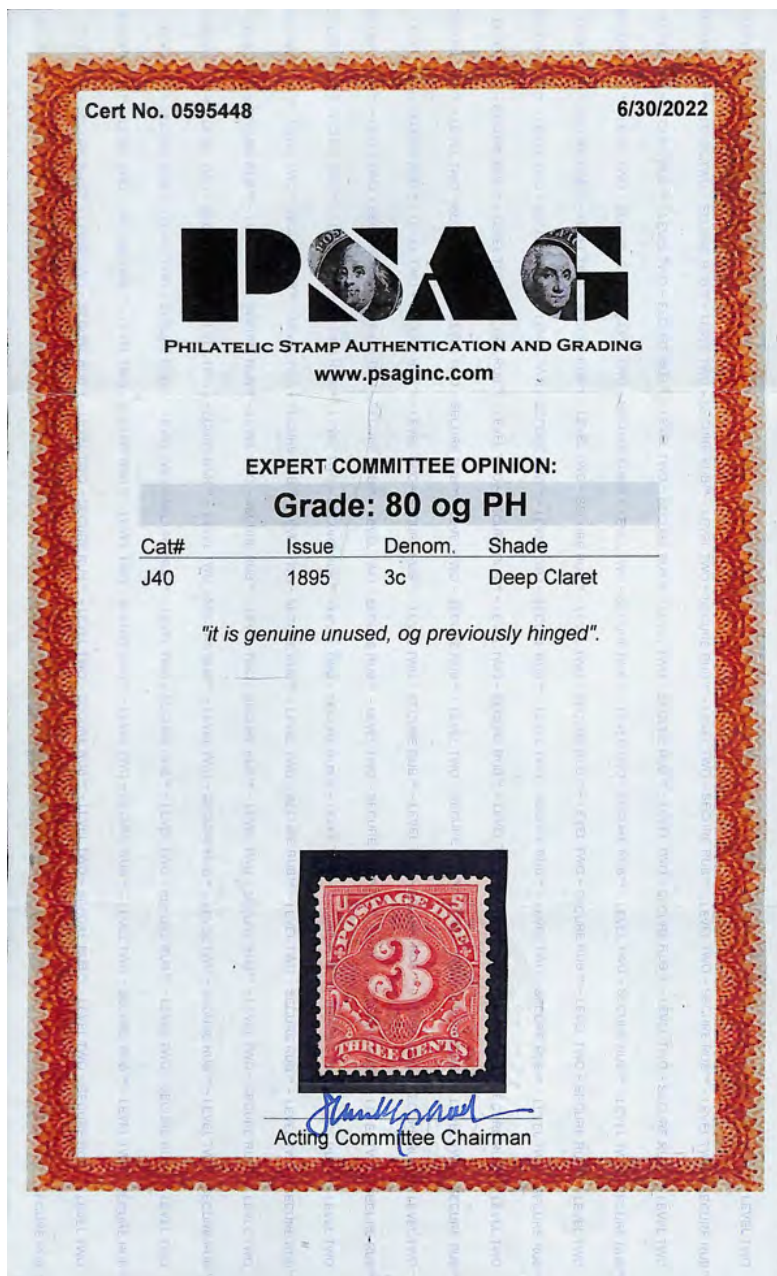 Cert No. 0595448 6/30/2022
PSAG
PHILATELIC STAMP AUTHENTICATION AND GRADING
www.psaginc.com
EXPERT COMMITTEE OPINION:
Grade: 80 og PH
Cat# Issue Denom. Shade
J40 1895 3c Deep Claret
"it is genuine unused, og previously hinged".
U S
POSTAGE DUE
3
THREE CENTS
Acting Committee Chairman